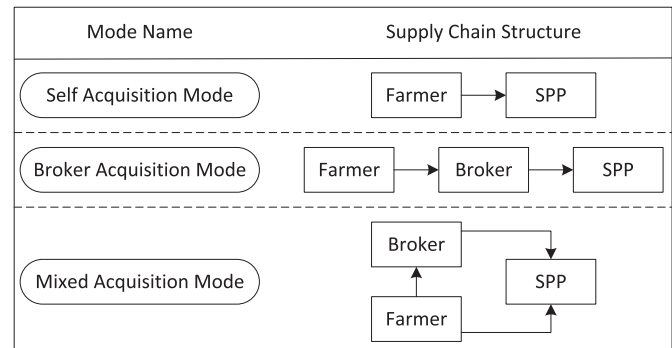 Mode Name Supply Chain Structure
Self Acquisition Mode Farmer SPP
Broker Acquisition Mode Farmer Broker SPP
Broker
Mixed Acquisition Mode SPP
Farmer